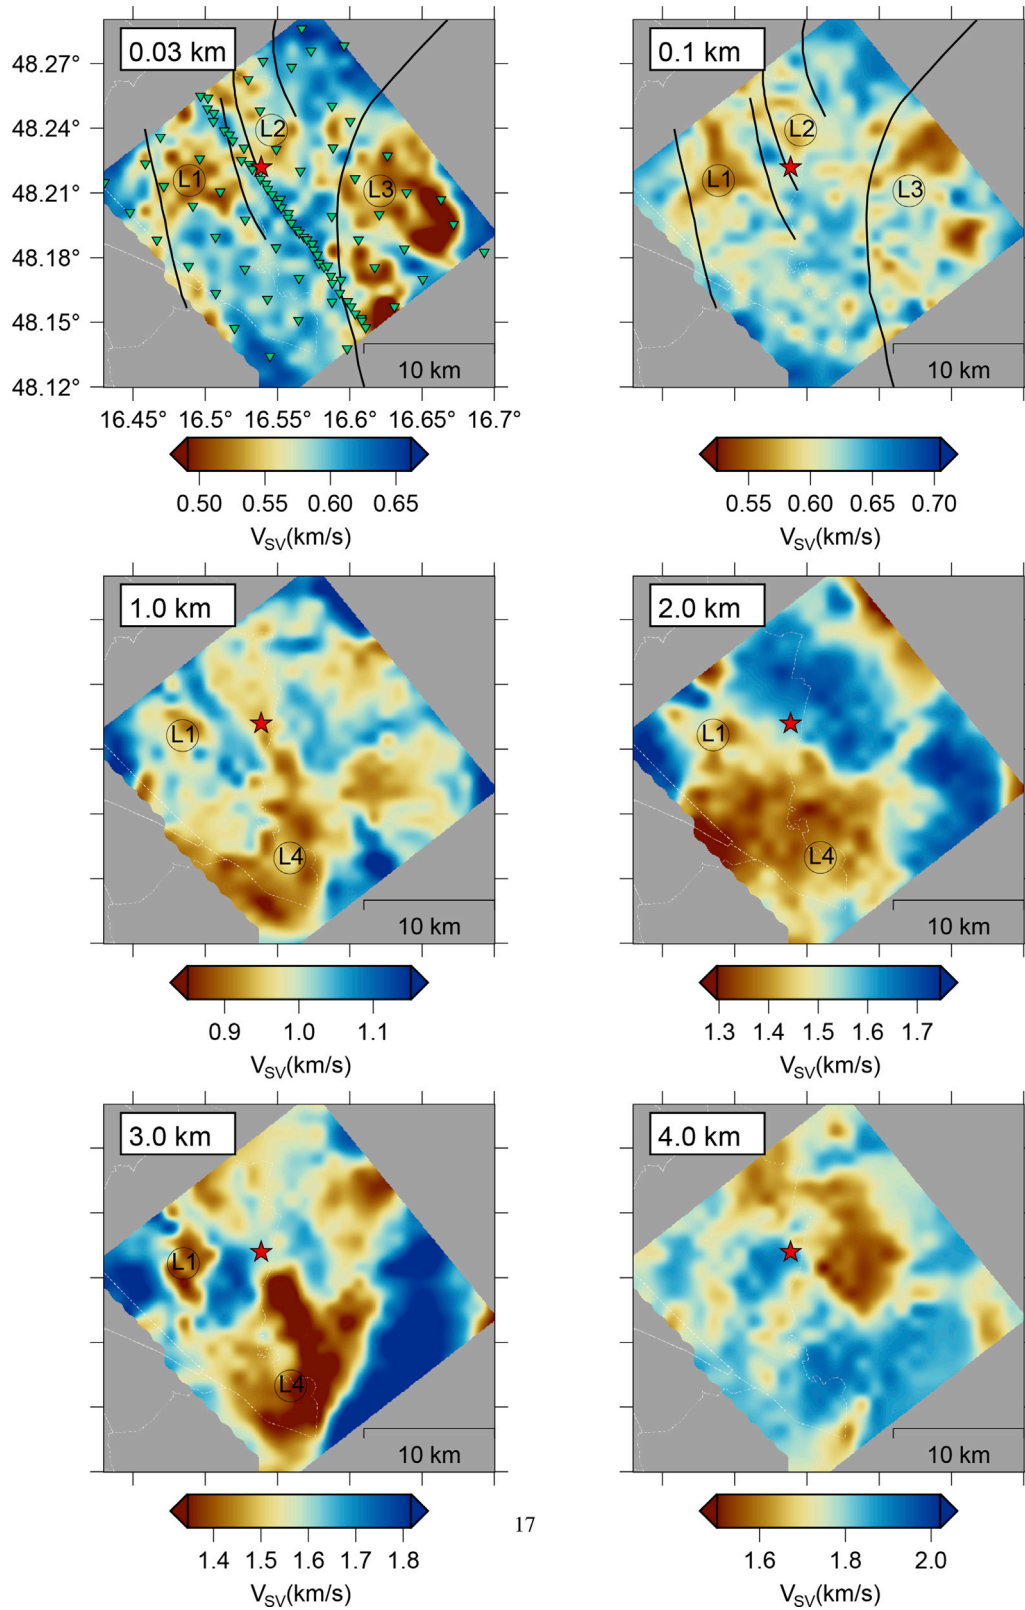 0.03 km
0.1 km
48.27°
48.24°
48.21°
48.18°
48.15°
48.12°
L2
L1
L3
10 km
L2
L1
L3
10 km
16.45° 16.5° 16.55° 16.6° 16.65° 16.7°
0.50 0.55 0.60 0.65
VSV(km/s)
0.55 0.60 0.65 0.70
VSV(km/s)
1.0 km
2.0 km
L1
L4
10 km
L1
L4
10 km
0.9 1.0 1.1
VSV(km/s)
1.3 1.4 1.5 1.6 1.7
VSV(km/s)
3.0 km
4.0 km
L1
L4
10 km
10 km
17
1.4 1.5 1.6 1.7 1.8
VSV(km/s)
1.6 1.8 2.0
VSV(km/s)